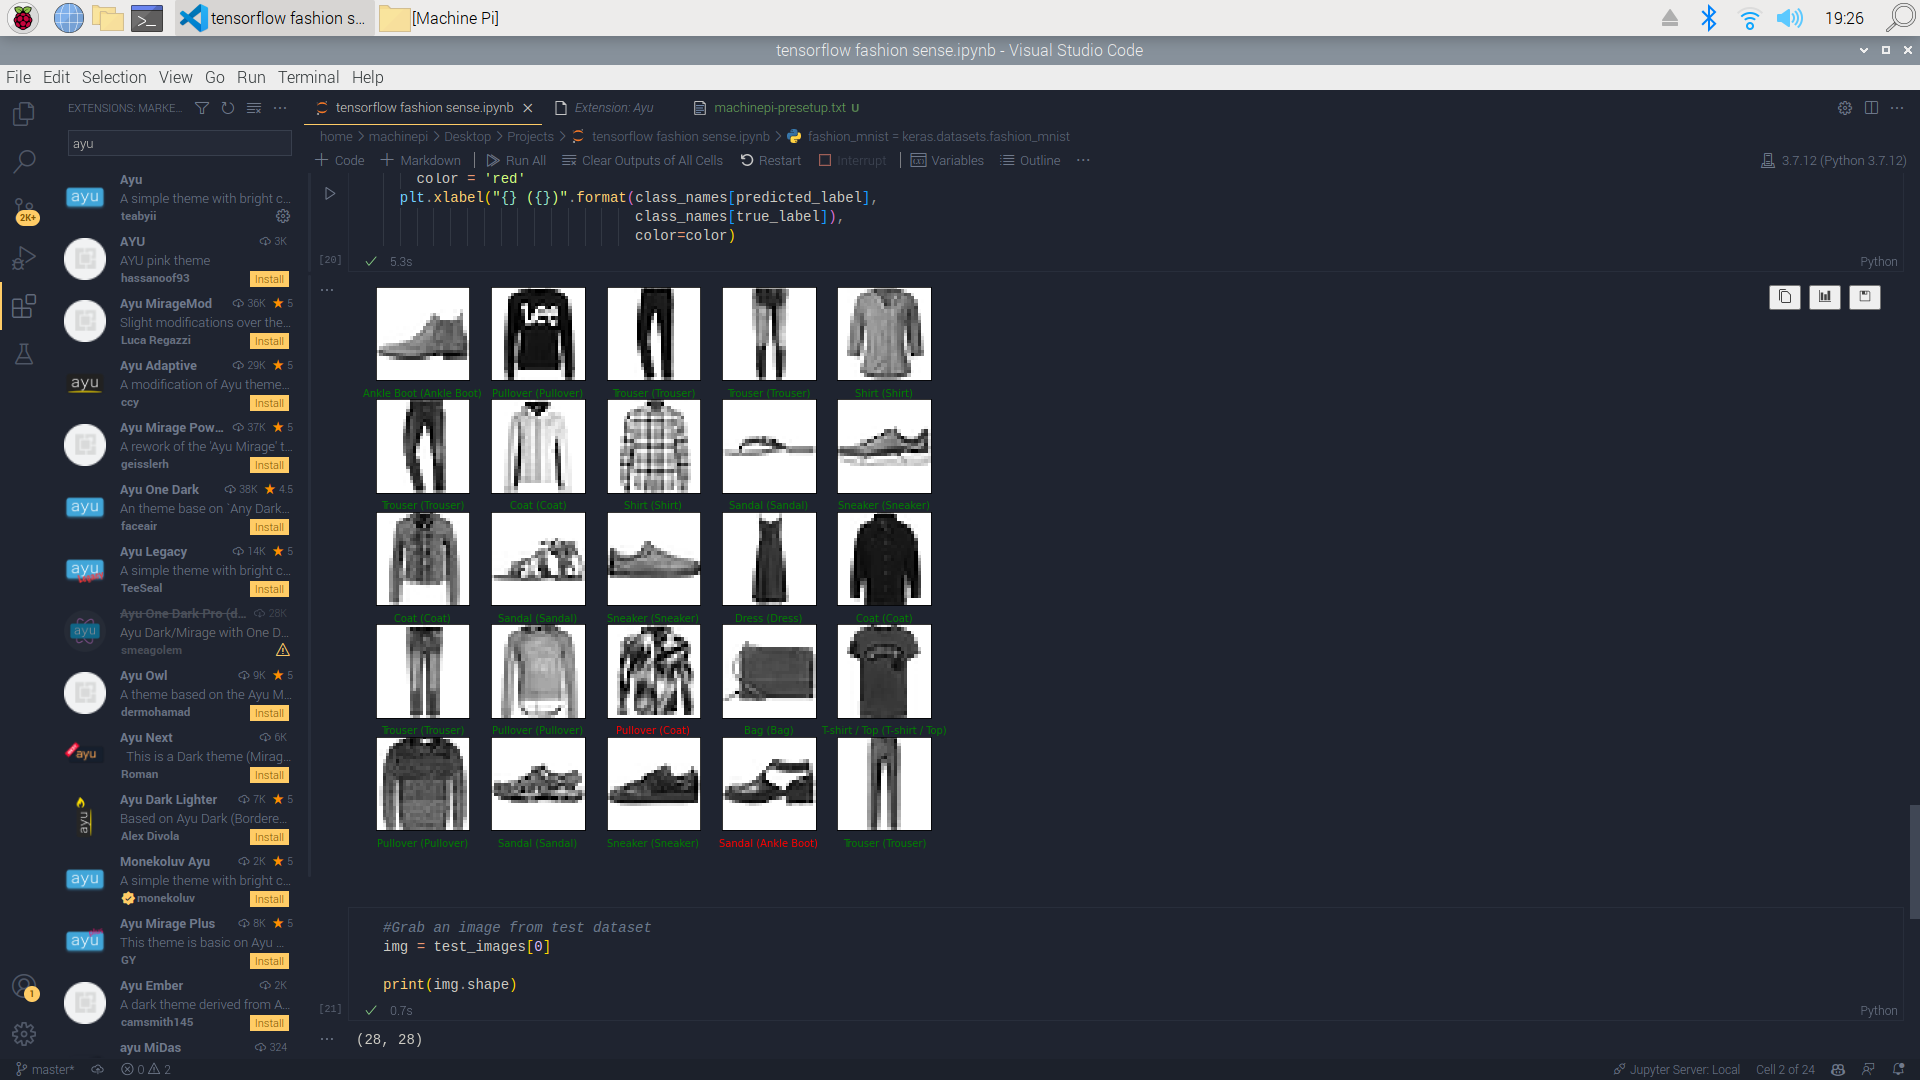 tensorflow fashion s...
[Machine Pi]
19:26
tensorflow fashion sense.ipynb - Visual Studio Code
File Edit Selection View Go Run Terminal Help
EXTENSIONS: MARKE...
tensorflow fashion sense.ipynb
Extension: Ayu
machinepi-presetup.txt U
ayu
home > machinepi > Desktop > Projects > tensorflow fashion sense.ipynb > fashion_mnist = keras.datasets.fashion_mnist
+ Code + Markdown | Run All Clear Outputs of All Cells Restart Interrupt | Variables Outline ...
3.7.12 (Python 3.7.12)
2K+
1
ayu
Ayu
A simple theme with bright c...
teabyii
AYU 3K
AYU pink theme
hassanoof93 Install
Ayu MirageMod 36K ★ 5
Slight modifications over the...
Luca Regazzi Install
ayu
Ayu Adaptive 29K ★ 5
A modification of Ayu theme...
ccy Install
Ayu Mirage Pow... 37K ★ 5
A rework of the 'Ayu Mirage' t...
geisslerh Install
ayu
Ayu One Dark 38K ★ 4.5
An theme base on `Any Dark...
faceair Install
ayu
Ayu Legacy 14K ★ 5
A simple theme with bright c...
TeeSeal Install
ayu
Ayu One Dark Pro (d... 28K
Ayu Dark/Mirage with One D...
smeagolem
Ayu Owl 9K ★ 5
A theme based on the Ayu M...
dermohamad Install
ayu
Ayu Next 6K
This is a Dark theme (Mirag...
Roman Install
ayu
Ayu Dark Lighter 7K ★ 5
Based on Ayu Dark (Bordere...
Alex Divola Install
ayu
Monekoluv Ayu 2K ★ 5
A simple theme with bright c...
monekoluv Install
ayu
Ayu Mirage Plus 8K ★ 5
This theme is basic on Ayu ...
GY Install
Ayu Ember 2K
A dark theme derived from A...
camsmith145 Install
ayu MiDas 324
color = 'red'
plt.xlabel("{} ({})".format(class_names[predicted_label],
class_names[true_label]),
color=color)
[20] 5.3s Python
Lee
Ankle Boot (Ankle Boot) Pullover (Pullover) Trouser (Trouser) Trouser (Trouser) Shirt (Shirt)
Trouser (Trouser) Coat (Coat) Shirt (Shirt) Sandal (Sandal) Sneaker (Sneaker)
Coat (Coat) Sandal (Sandal) Sneaker (Sneaker) Dress (Dress) Coat (Coat)
Trouser (Trouser) Pullover (Pullover) Pullover (Coat) Bag (Bag) T-shirt / Top (T-shirt / Top)
Pullover (Pullover) Sandal (Sandal) Sneaker (Sneaker) Sandal (Ankle Boot) Trouser (Trouser)
#Grab an image from test dataset
img = test_images[0]
print(img.shape)
[21] 0.7s Python
(28, 28)
master* 0 2
Jupyter Server: Local Cell 2 of 24